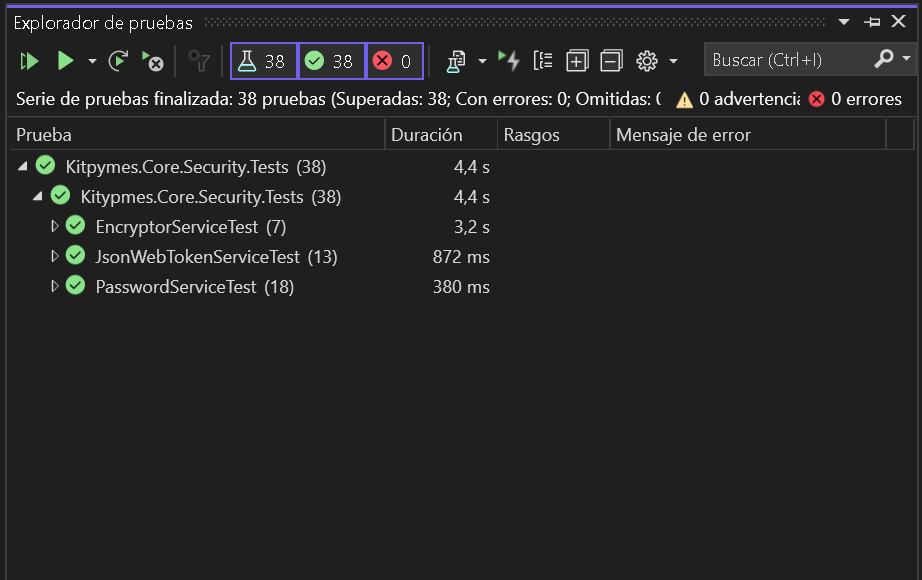 Explorador de pruebas
38 38 0 Buscar (Ctrl+I)
Serie de pruebas finalizada: 38 pruebas (Superadas: 38; Con errores: 0; Omitidas: ( 0 advertencia 0 errores
Prueba Duración Rasgos Mensaje de error
Kitpymes.Core.Security.Tests (38) 4,4 s
Kitypmes.Core.Security.Tests (38) 4,4 s
EncryptorServiceTest (7) 3,2 s
JsonWebTokenServiceTest (13) 872 ms
PasswordServiceTest (18) 380 ms